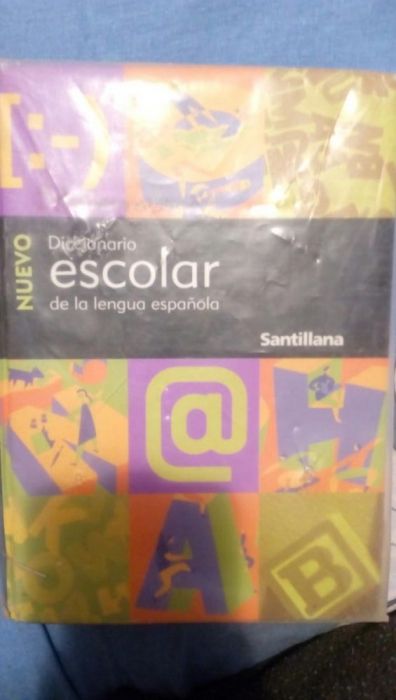 [:-)
NUEVO
Diccionario
escolar
de la lengua española
Santillana
@
H
A
B